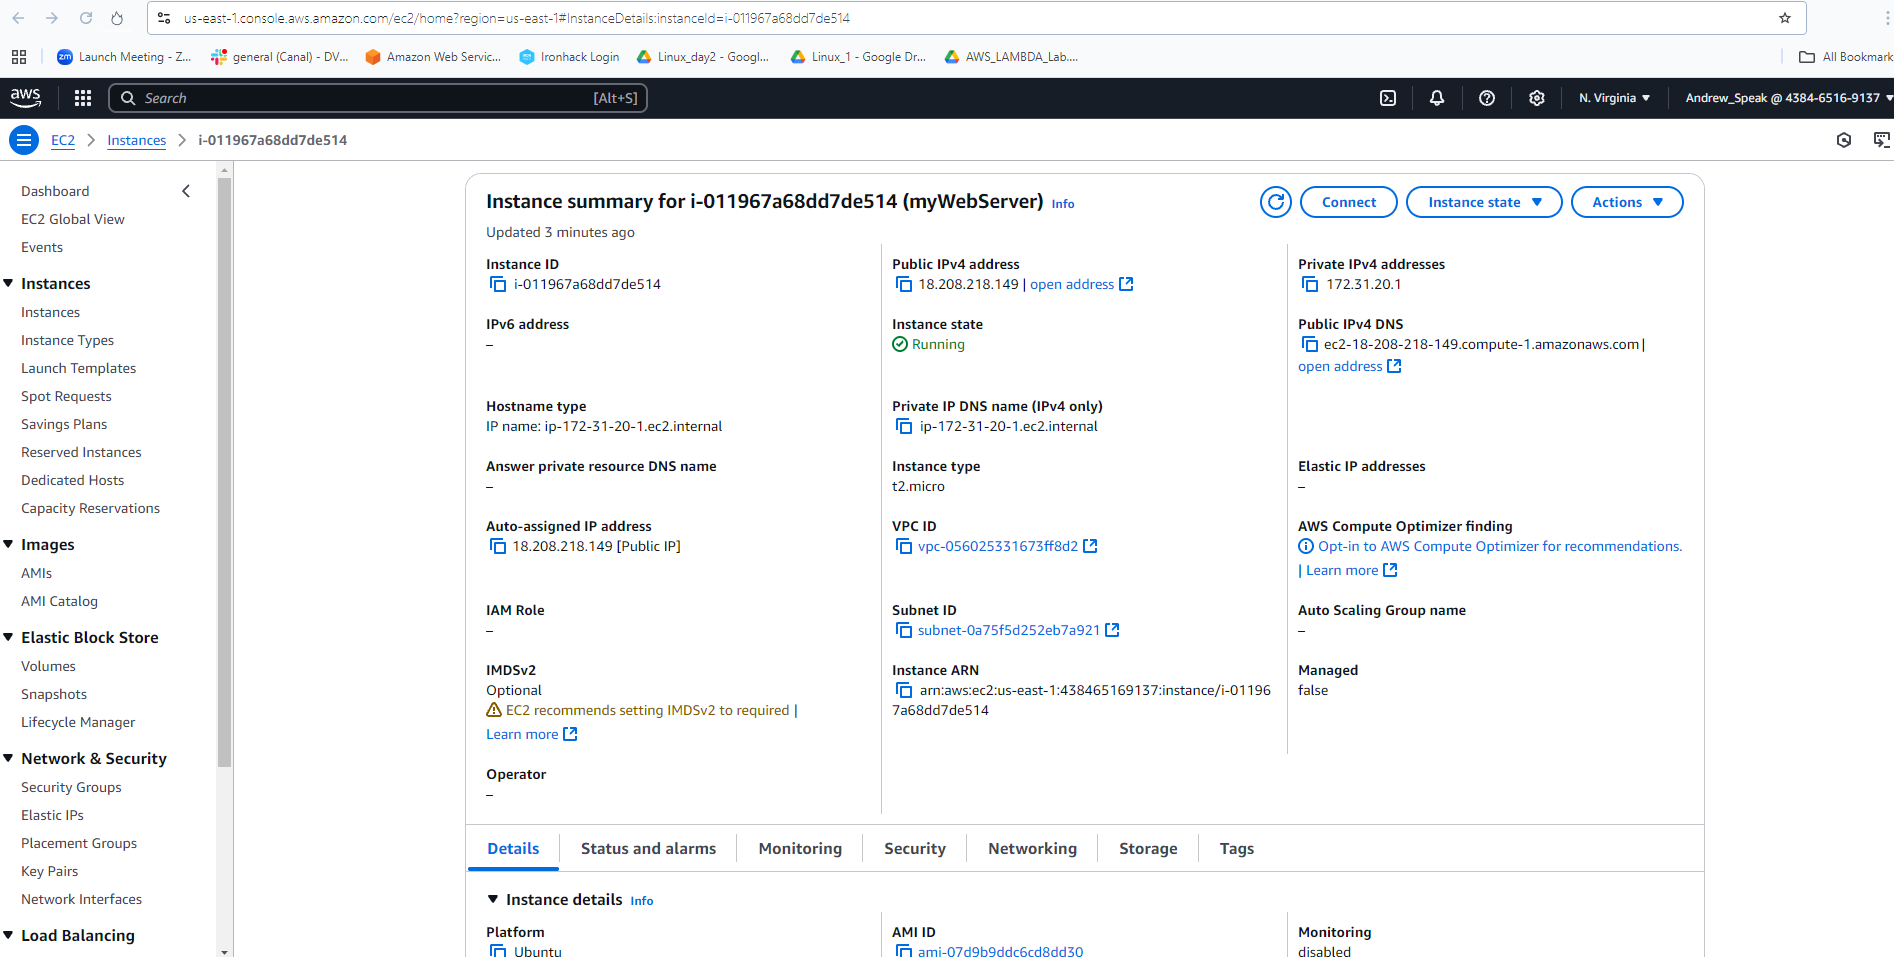 us-east-1.console.aws.amazon.com/ec2/home?region=us-east-1#InstanceDetails:instanceId=i-011967a68dd7de514
Launch Meeting - Z...
general (Canal) - DV...
Amazon Web Servic...
Ironhack Login
Linux_day2 - Googl...
Linux_1 - Google Dr...
AWS_LAMBDA_Lab....
All Bookmark
aws
Search
[Alt+S]
N. Virginia
Andrew_Speak @ 4384-6516-9137
EC2
Instances
i-011967a68dd7de514
Dashboard
EC2 Global View
Events
Instances
Instances
Instance Types
Launch Templates
Spot Requests
Savings Plans
Reserved Instances
Dedicated Hosts
Capacity Reservations
Images
AMIs
AMI Catalog
Elastic Block Store
Volumes
Snapshots
Lifecycle Manager
Network & Security
Security Groups
Elastic IPs
Placement Groups
Key Pairs
Network Interfaces
Load Balancing
Instance summary for i-011967a68dd7de514 (myWebServer) Info
Updated 3 minutes ago
Connect
Instance state
Actions
Instance ID
i-011967a68dd7de514
Public IPv4 address
18.208.218.149 | open address
Private IPv4 addresses
172.31.20.1
IPv6 address
–
Instance state
Running
Public IPv4 DNS
ec2-18-208-218-149.compute-1.amazonaws.com |
open address
Hostname type
IP name: ip-172-31-20-1.ec2.internal
Private IP DNS name (IPv4 only)
ip-172-31-20-1.ec2.internal
Answer private resource DNS name
–
Instance type
t2.micro
Elastic IP addresses
–
Auto-assigned IP address
18.208.218.149 [Public IP]
VPC ID
vpc-056025331673ff8d2
AWS Compute Optimizer finding
Opt-in to AWS Compute Optimizer for recommendations.
| Learn more
IAM Role
–
Subnet ID
subnet-0a75f5d252eb7a921
Auto Scaling Group name
–
IMDSv2
Optional
EC2 recommends setting IMDSv2 to required |
Learn more
Instance ARN
arn:aws:ec2:us-east-1:438465169137:instance/i-01196
7a68dd7de514
Managed
false
Operator
–
Details
Status and alarms
Monitoring
Security
Networking
Storage
Tags
Instance details Info
Platform
Ubuntu
AMI ID
ami-07d9b9ddc6cd8dd30
Monitoring
disabled